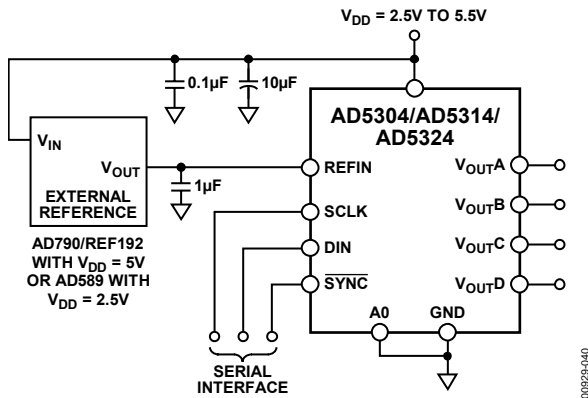 VDD = 2.5V TO 5.5V
0.1µF
10µF
AD5304/AD5314/
AD5324
VIN
VOUT
EXTERNAL
REFERENCE
1µF
REFIN
SCLK
DIN
SYNC
VOUTA
VOUTB
VOUTC
VOUTD
AD790/REF192
WITH VDD = 5V
OR AD589 WITH
VDD = 2.5V
A0
GND
SERIAL
INTERFACE
00929-040